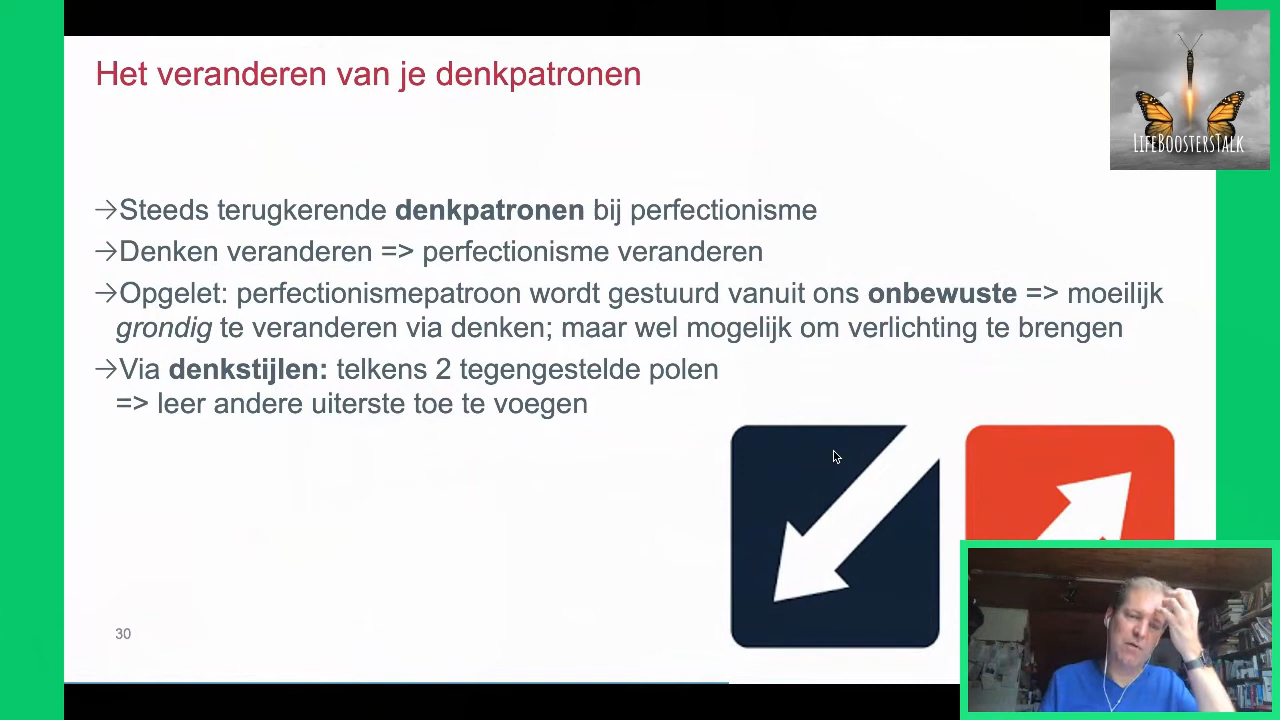 Het veranderen van je denkpatronen
LIFEBOOSTERSTALK
→Steeds terugkerende denkpatronen bij perfectionisme
→Denken veranderen => perfectionisme veranderen
→Opgelet: perfectionismepatroon wordt gestuurd vanuit ons onbewuste => moeilijk
grondig te veranderen via denken; maar wel mogelijk om verlichting te brengen
→Via denkstijlen: telkens 2 tegengestelde polen
=> leer andere uiterste toe te voegen
30